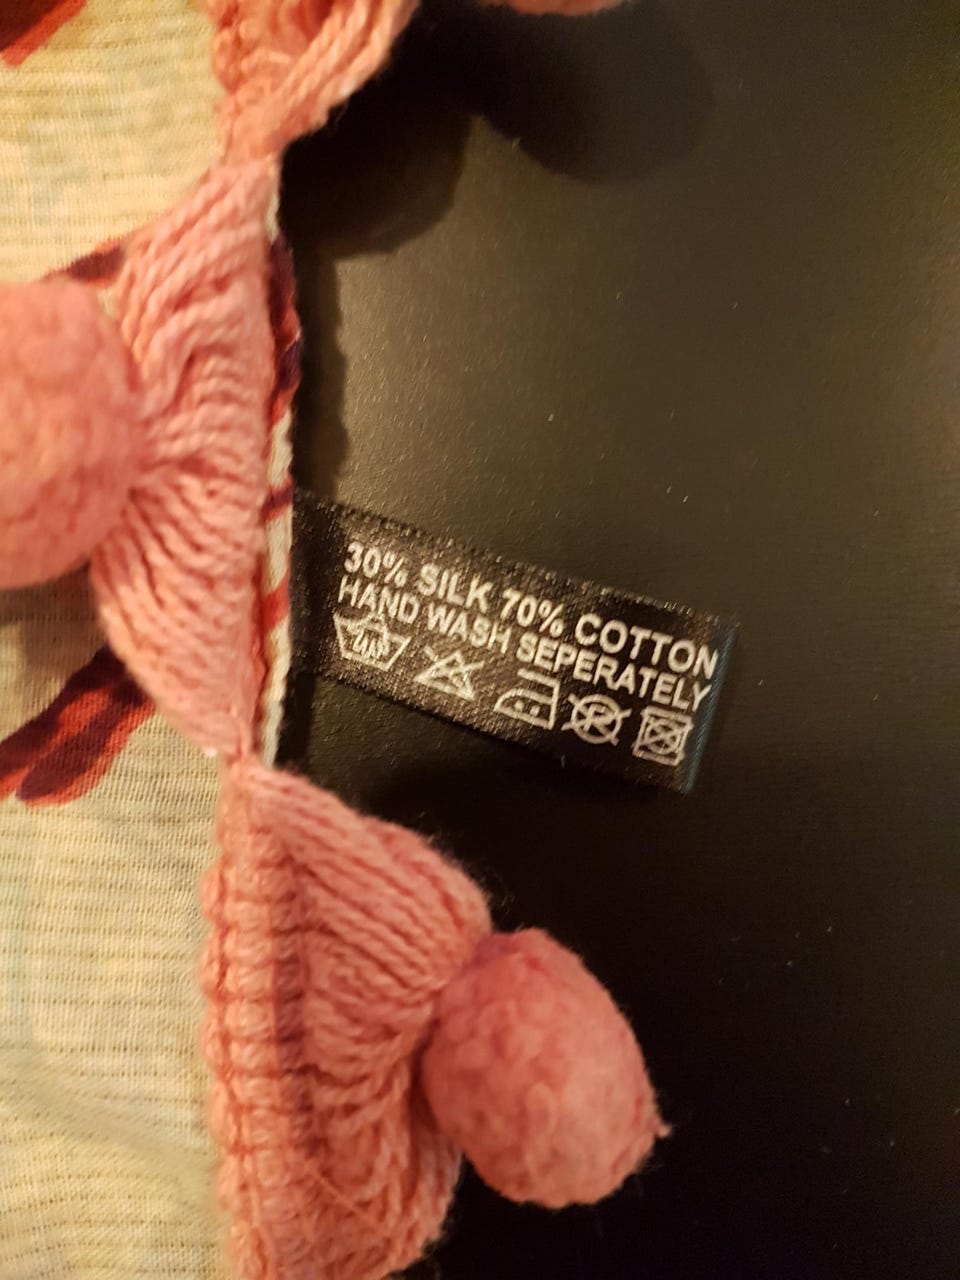 30% SILK 70% COTTON
HAND WASH SEPERATELY